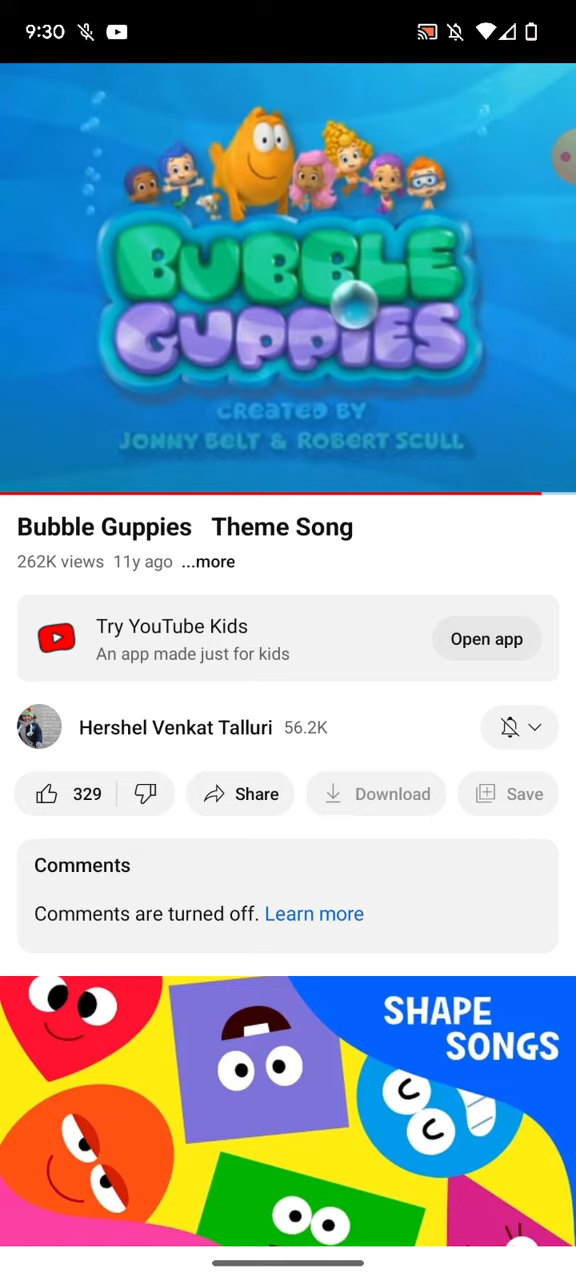 9:30
BUBBLE
GUPPIES
CREATED BY
JONNY BELT & ROBERT SCULL
Bubble Guppies   Theme Song
262K views  11y ago  ...more
Try YouTube Kids
An app made just for kids
Open app
Hershel Venkat Talluri  56.2K
329
Share
Download
Save
Comments
Comments are turned off. Learn more
SHAPE
SONGS